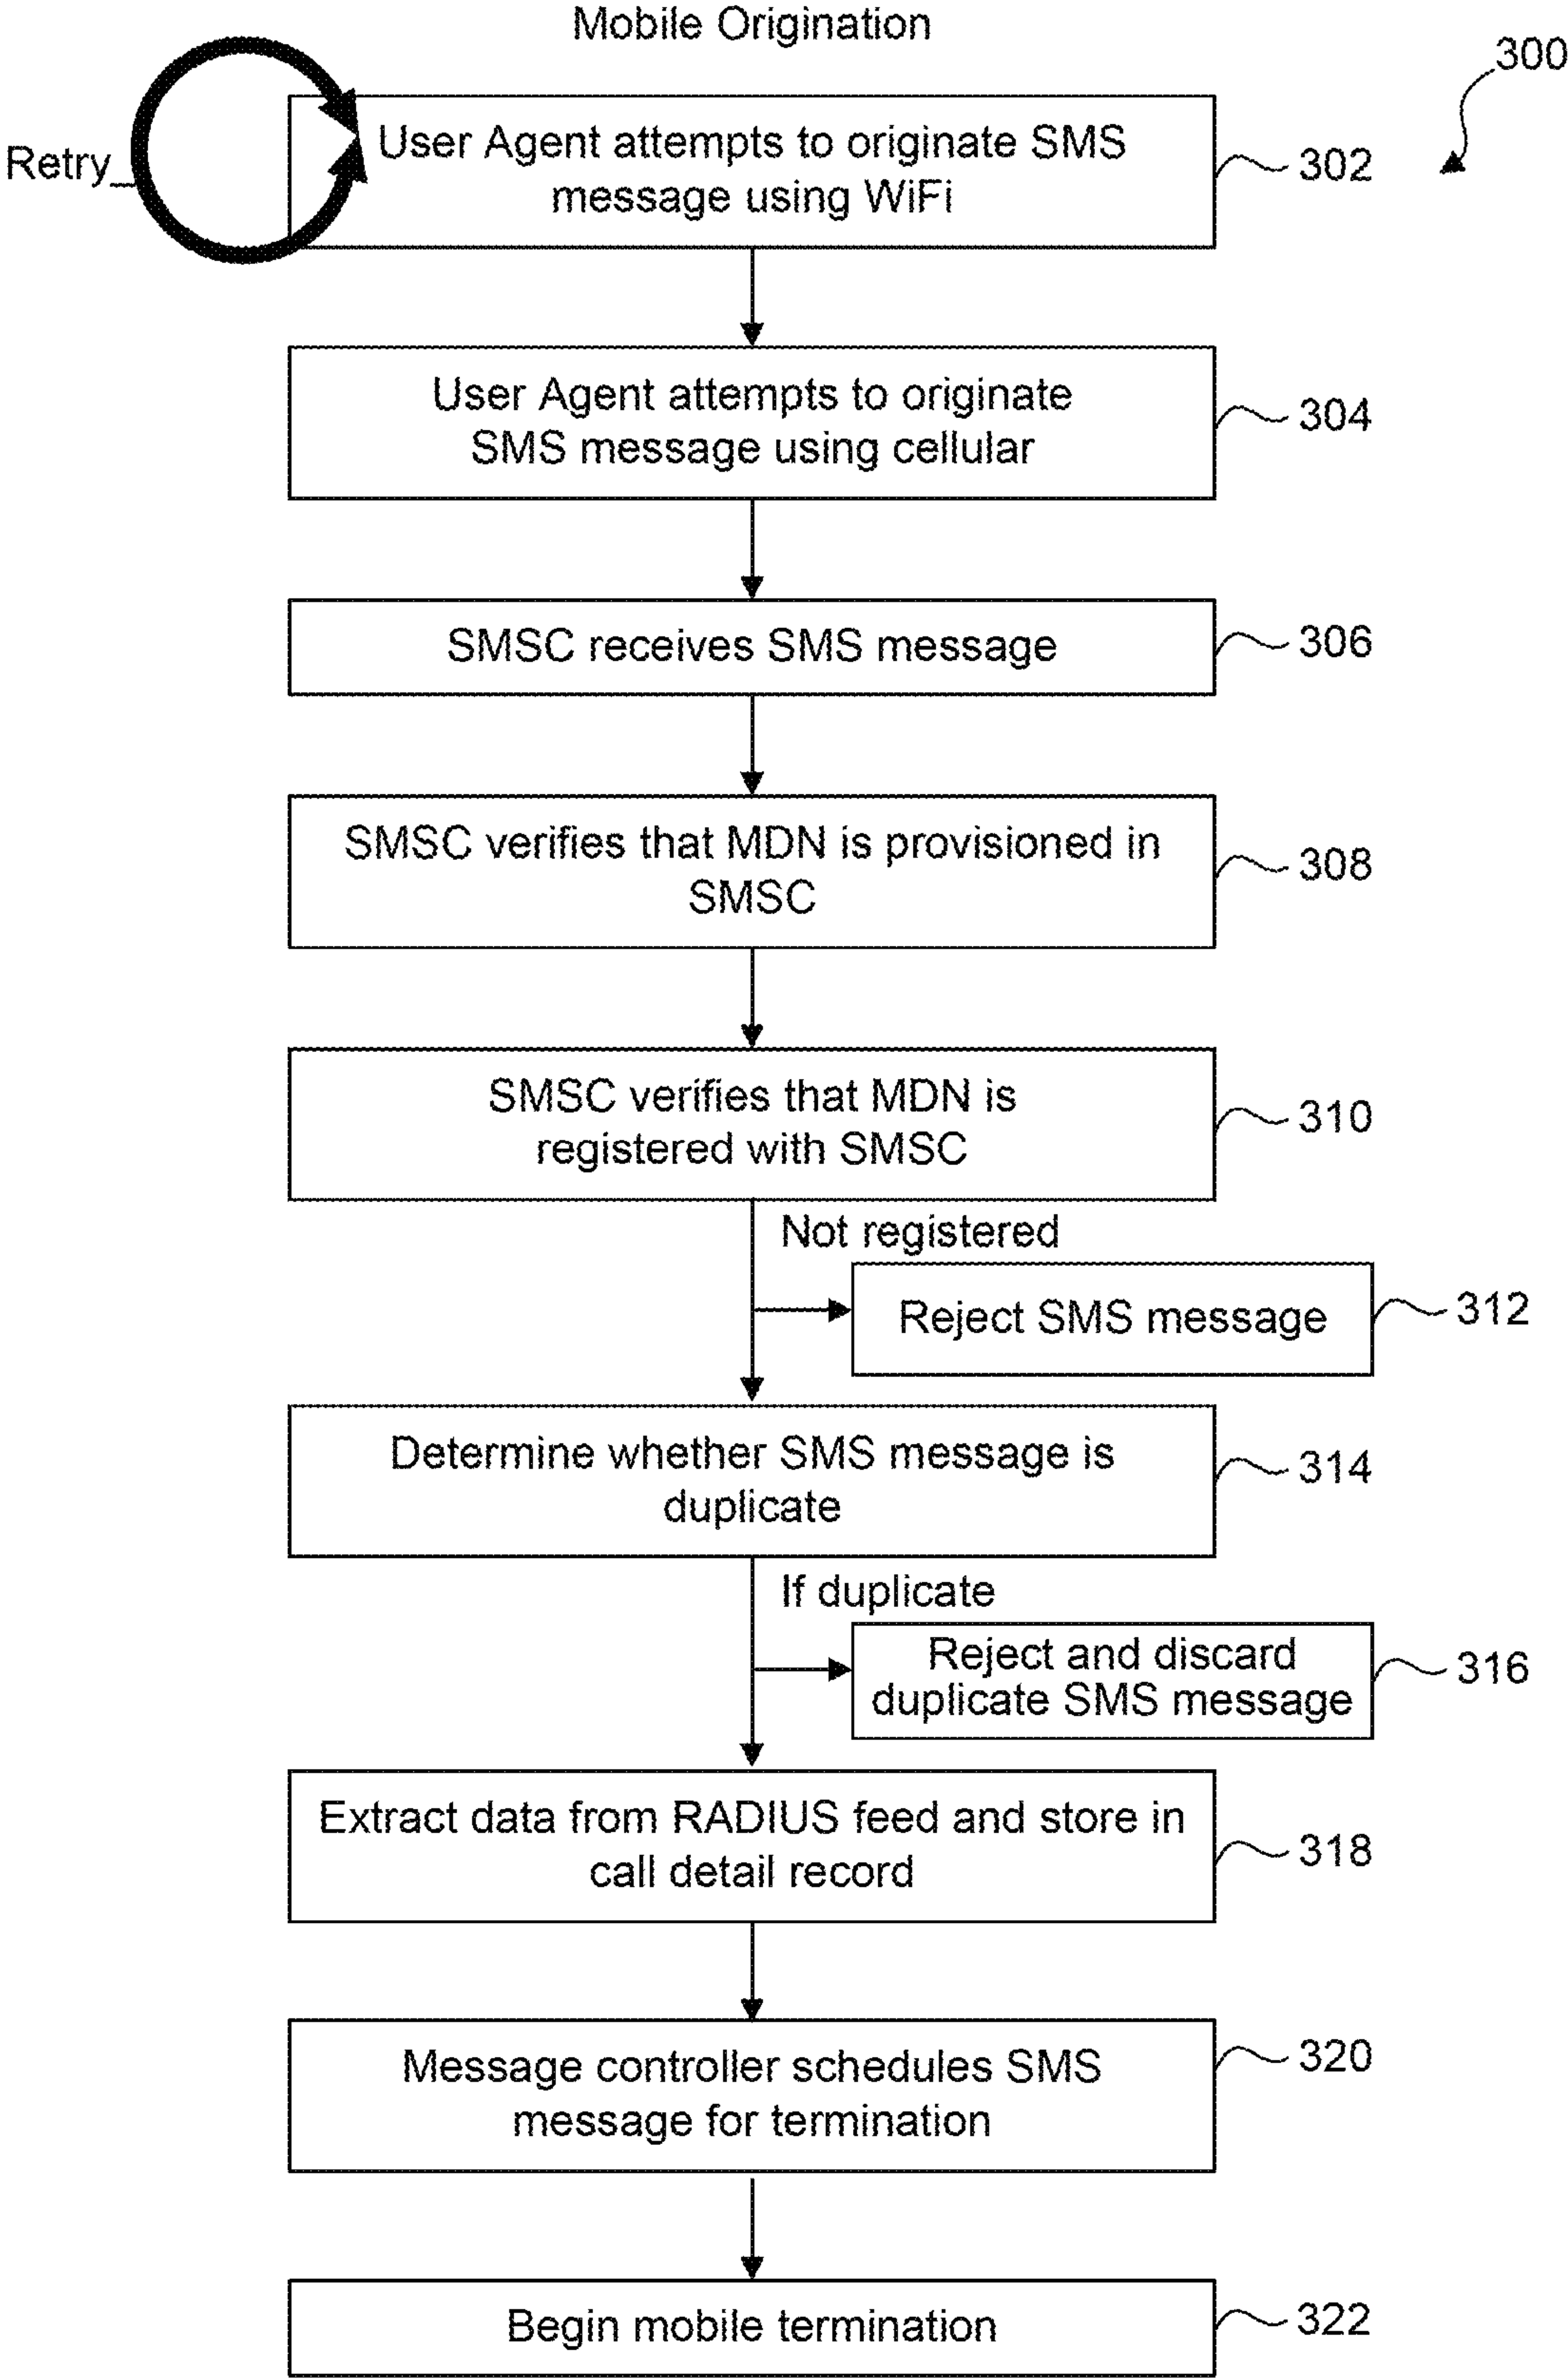 Mobile Origination
300
Retry
User Agent attempts to originate SMS
message using WiFi
302
User Agent attempts to originate
SMS message using cellular
304
SMSC receives SMS message
306
SMSC verifies that MDN is provisioned in
SMSC
308
SMSC verifies that MDN is
registered with SMSC
310
Not registered
Reject SMS message
312
Determine whether SMS message is
duplicate
314
If duplicate
Reject and discard
duplicate SMS message
316
Extract data from RADIUS feed and store in
call detail record
318
Message controller schedules SMS
message for termination
320
Begin mobile termination
322